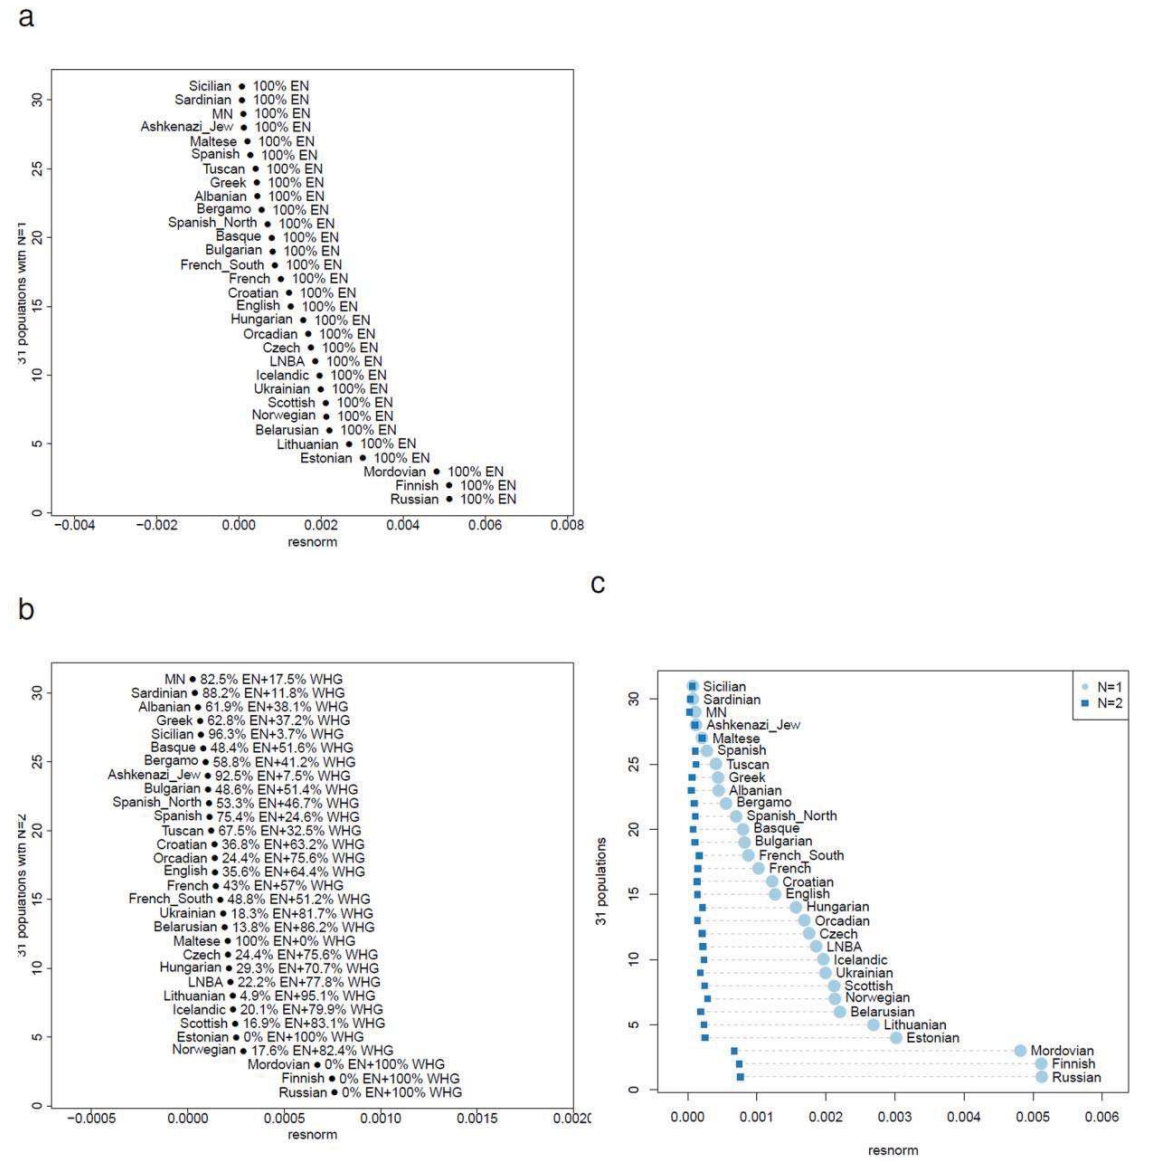 a
Sicilian 100% EN
30
Sardinian 100% EN
MN 100% EN
Ashkenazi_Jew 100% EN
Maltese 100% EN
Spanish 100% EN
25
Tuscan 100% EN
Greek 100% EN
Albanian 100% EN
Bergamo 100% EN
Spanish_North 100% EN
20
Basque 100% EN
Bulgarian 100% EN
French_South 100% EN
French 100% EN
Croatian 100% EN
15
English 100% EN
Hungarian 100% EN
Orcadian 100% EN
Czech 100% EN
LNBA 100% EN
10
Icelandic 100% EN
Ukrainian 100% EN
Scottish 100% EN
Norwegian 100% EN
Belarusian 100% EN
5
Lithuanian 100% EN
Estonian 100% EN
Mordovian 100% EN
Finnish 100% EN
Russian 100% EN
0
31 populations with N=1
−0.004 −0.002 0.000 0.002 0.004 0.006 0.008
resnorm
b
MN 82.5% EN+17.5% WHG
30
Sardinian 88.2% EN+11.8% WHG
Albanian 61.9% EN+38.1% WHG
Greek 62.8% EN+37.2% WHG
Sicilian 96.3% EN+3.7% WHG
Basque 48.4% EN+51.6% WHG
25
Bergamo 58.8% EN+41.2% WHG
Ashkenazi_Jew 92.5% EN+7.5% WHG
Bulgarian 48.6% EN+51.4% WHG
Spanish_North 53.3% EN+46.7% WHG
Spanish 75.4% EN+24.6% WHG
20
Tuscan 67.5% EN+32.5% WHG
Croatian 36.8% EN+63.2% WHG
Orcadian 24.4% EN+75.6% WHG
English 35.6% EN+64.4% WHG
French 43% EN+57% WHG
15
French_South 48.8% EN+51.2% WHG
Ukrainian 18.3% EN+81.7% WHG
Belarusian 13.8% EN+86.2% WHG
Maltese 100% EN+0% WHG
Czech 24.4% EN+75.6% WHG
10
Hungarian 29.3% EN+70.7% WHG
LNBA 22.2% EN+77.8% WHG
Lithuanian 4.9% EN+95.1% WHG
Icelandic 20.1% EN+79.9% WHG
Scottish 16.9% EN+83.1% WHG
5
Estonian 0% EN+100% WHG
Norwegian 17.6% EN+82.4% WHG
Mordovian 0% EN+100% WHG
Finnish 0% EN+100% WHG
Russian 0% EN+100% WHG
0
31 populations with N=2
−0.0005 0.0000 0.0005 0.0010 0.0015 0.002
resnorm
c
N=1
N=2
Sicilian
30
Sardinian
MN
Ashkenazi_Jew
Maltese
Spanish
25
Tuscan
Greek
Albanian
Bergamo
Spanish_North
20
Basque
Bulgarian
French_South
French
Croatian
15
English
Hungarian
Orcadian
Czech
LNBA
10
Icelandic
Ukrainian
Scottish
Norwegian
Belarusian
5
Lithuanian
Estonian
Mordovian
Finnish
Russian
0
31 populations
0.000 0.001 0.002 0.003 0.004 0.005 0.006
resnorm